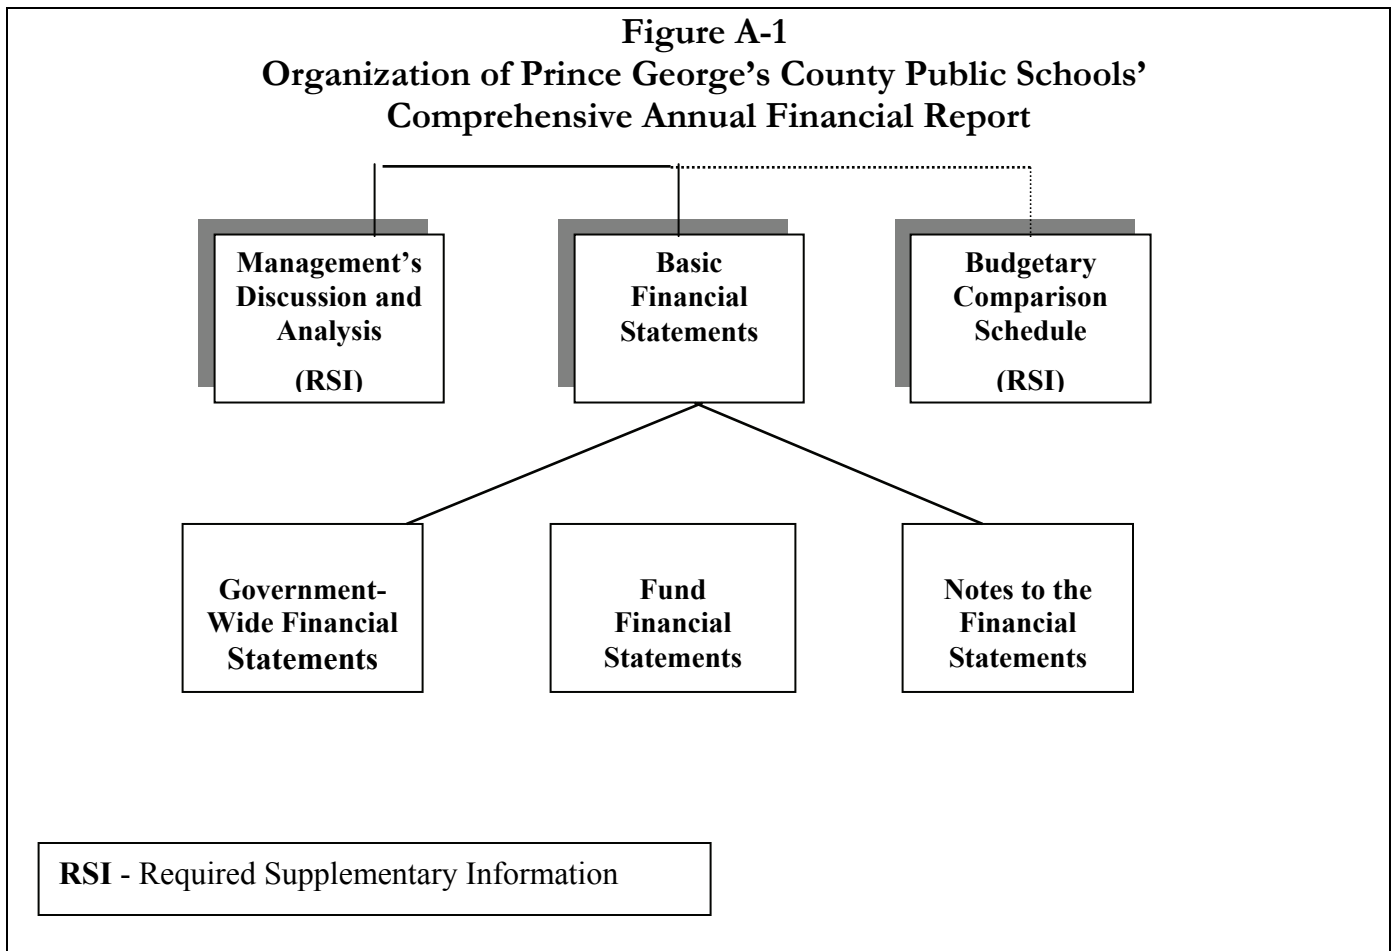 Figure A-1
Organization of Prince George’s County Public Schools’
Comprehensive Annual Financial Report
Management’s
Discussion and
Analysis
(RSI)
Basic
Financial
Statements
Budgetary
Comparison
Schedule
(RSI)
Government-
Wide Financial
Statements
Fund
Financial
Statements
Notes to the
Financial
Statements
RSI - Required Supplementary Information